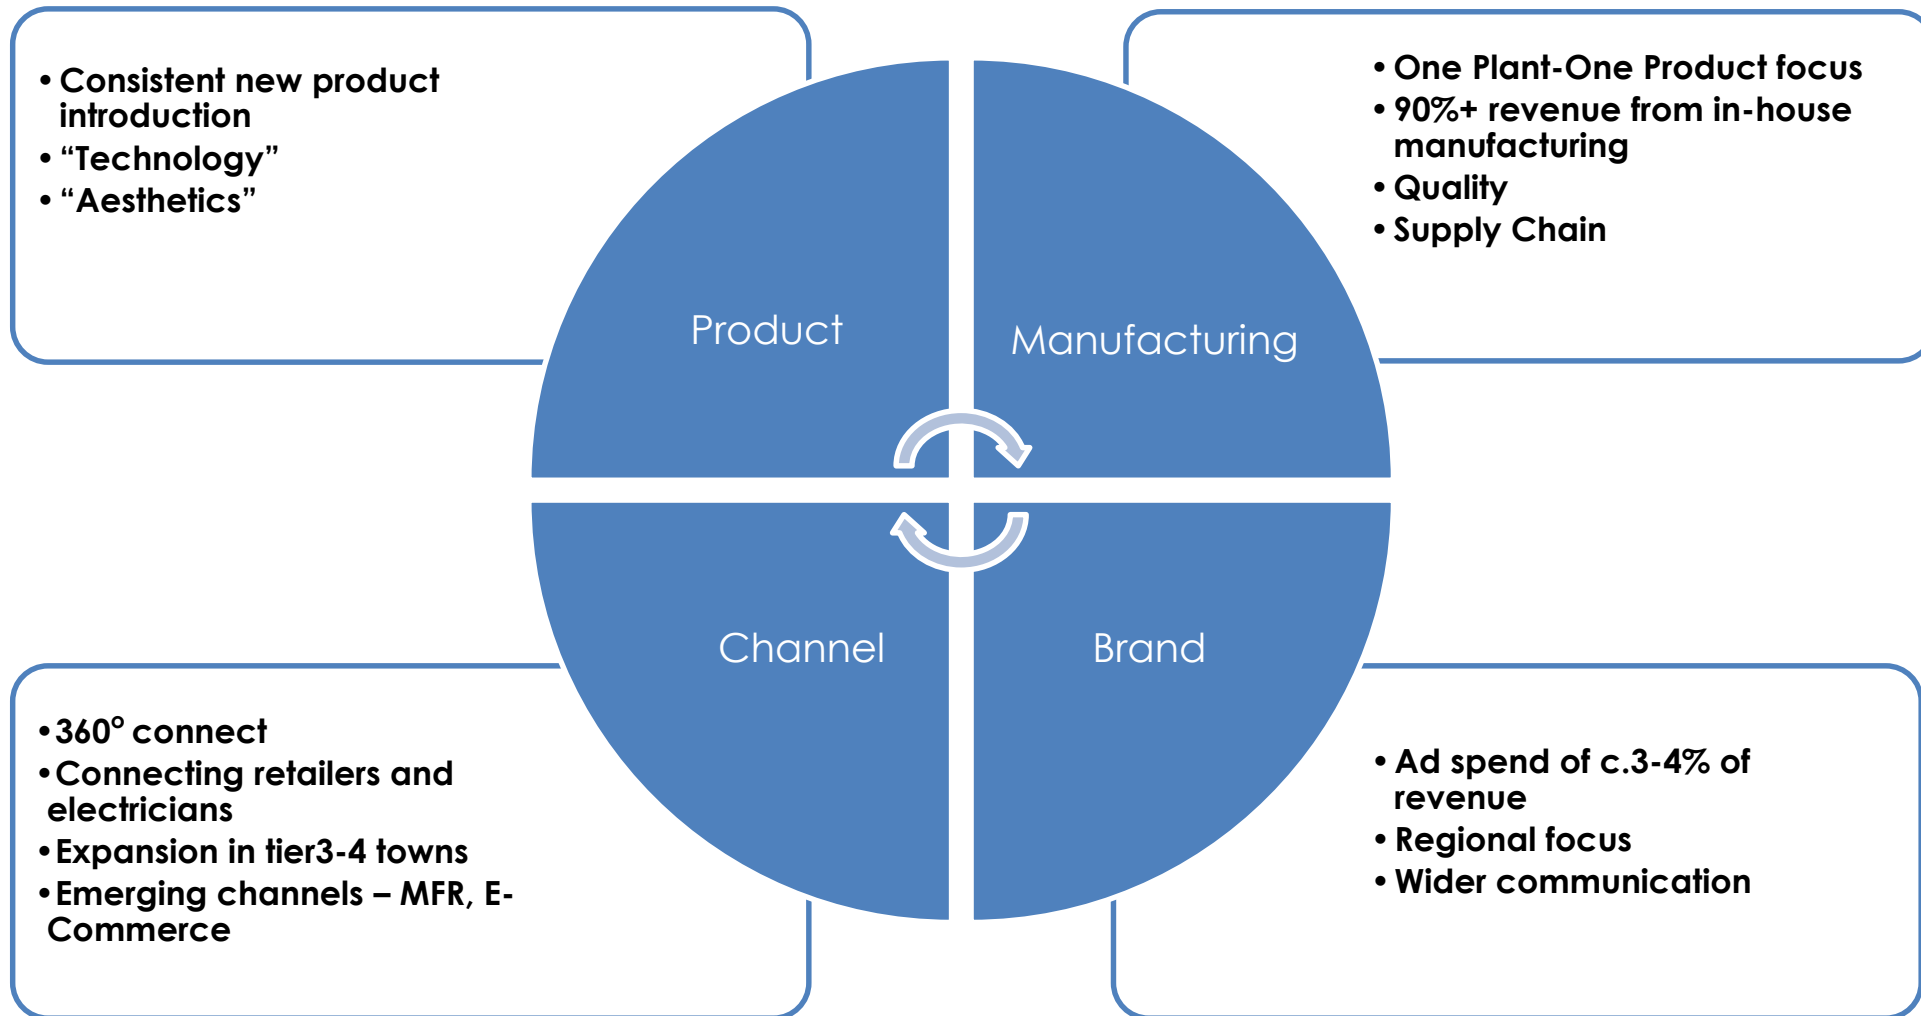 • Consistent new product
introduction
• “Technology”
• “Aesthetics”
• One Plant-One Product focus
• 90%+ revenue from in-house
manufacturing
• Quality
• Supply Chain
Product
Manufacturing
Channel
Brand
• 360° connect
• Connecting retailers and
electricians
• Expansion in tier3-4 towns
• Emerging channels – MFR, E-
Commerce
• Ad spend of c.3-4% of
revenue
• Regional focus
• Wider communication